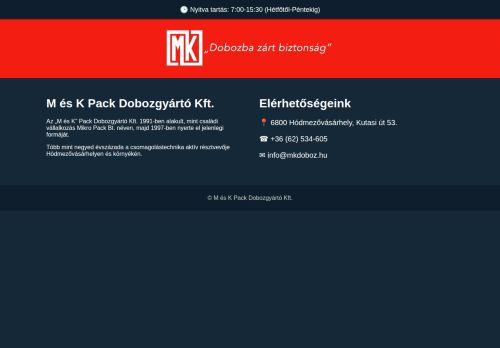 🕒 Nyitva tartás: 7:00-15:30 (Hétfőtől-Péntekig)
MK „Dobozba zárt biztonság”
M és K Pack Dobozgyártó Kft.
Az „M és K” Pack Dobozgyártó Kft. 1991-ben alakult, mint családi
vállalkozás Mikro Pack Bt. néven, majd 1997-ben nyerte el jelenlegi
formáját.
Több mint negyed évszázada a csomagolástechnika aktív résztvevője
Hódmezővásárhelyen és környékén.
Elérhetőségeink
📍 6800 Hódmezővásárhely, Kutasi út 53.
☎ +36 (62) 534-605
✉ info@mkdoboz.hu
© M és K Pack Dobozgyártó Kft.